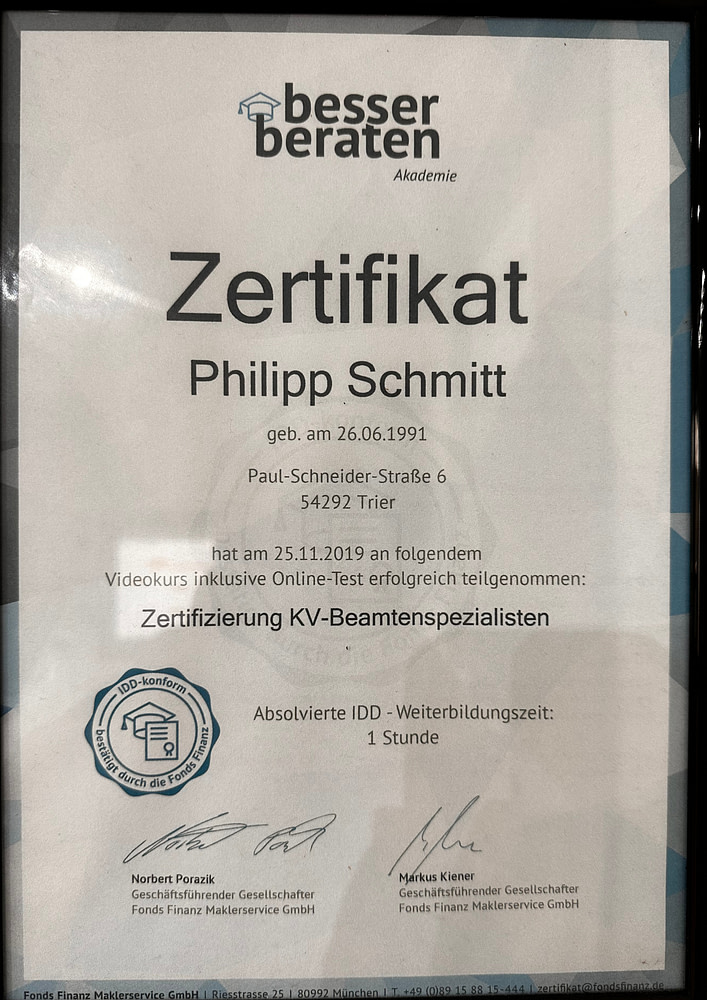 besser
beraten
Akademie
Zertifikat
Philipp Schmitt
geb. am 26.06.1991
Paul-Schneider-Straße 6
54292 Trier
hat am 25.11.2019 an folgendem
Videokurs inklusive Online-Test erfolgreich teilgenommen:
Zertifizierung KV-Beamtenspezialisten
IDD-konform
bestätigt durch die Fonds Finanz
Absolvierte IDD - Weiterbildungszeit:
1 Stunde
Norbert Porazik
Geschäftsführender Gesellschafter
Fonds Finanz Maklerservice GmbH
Markus Kiener
Geschäftsführender Gesellschafter
Fonds Finanz Maklerservice GmbH
Fonds Finanz Maklerservice GmbH | Riesstrasse 25 | 80992 München | T +49 (0)89 15 88 15-444 | zertifikat@fondsfinanz.de